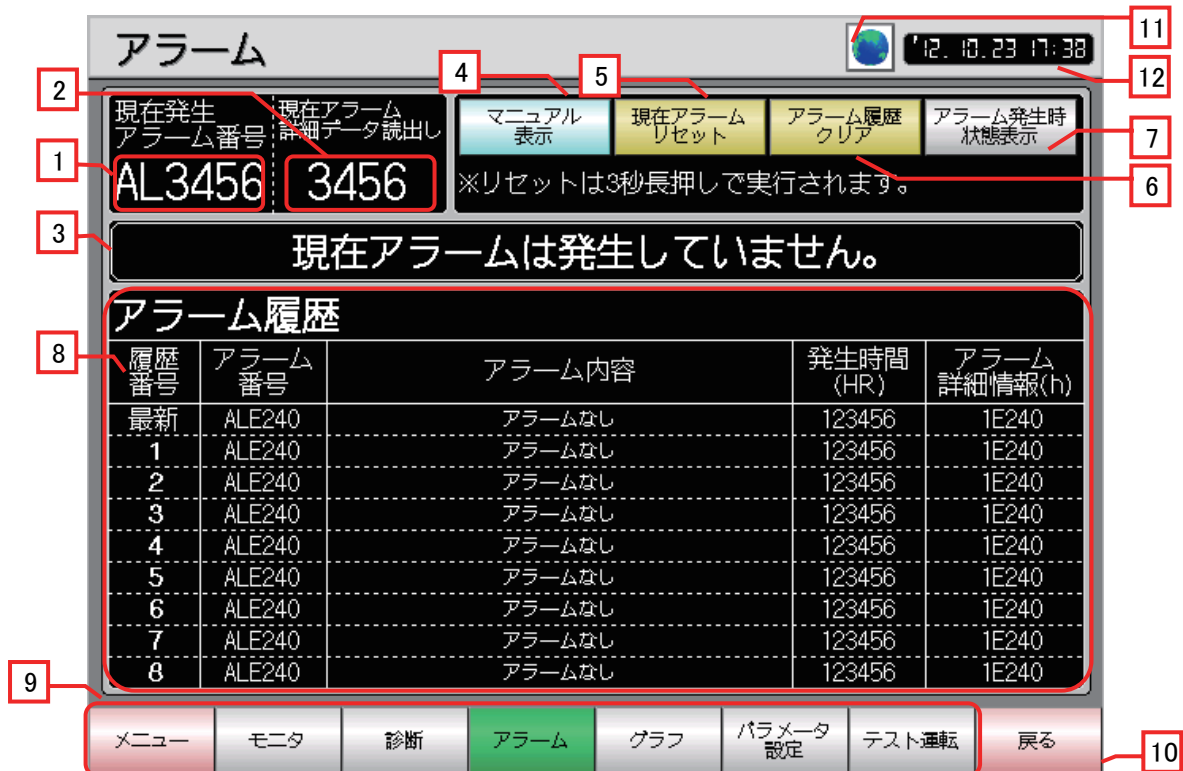 11
アラーム
'12.10.23 17:38
4
5
12
2
現在発生
アラーム番号
現在アラーム
詳細データ読出し
マニュアル
表示
現在アラーム
リセット
アラーム履歴
クリア
アラーム発生時
状態表示
7
1
AL3456
3456
※リセットは3秒長押しで実行されます。
6
3
現在アラームは発生していません。
アラーム履歴
8
履歴
番号
アラーム
番号
アラーム内容
発生時間
(HR)
アラーム
詳細情報(h)
最新 ALE240 アラームなし 123456 1E240
1 ALE240 アラームなし 123456 1E240
2 ALE240 アラームなし 123456 1E240
3 ALE240 アラームなし 123456 1E240
4 ALE240 アラームなし 123456 1E240
5 ALE240 アラームなし 123456 1E240
6 ALE240 アラームなし 123456 1E240
7 ALE240 アラームなし 123456 1E240
8 ALE240 アラームなし 123456 1E240
9
メニュー
モニタ
診断
アラーム
グラフ
パラメータ
設定
テスト運転
戻る
10